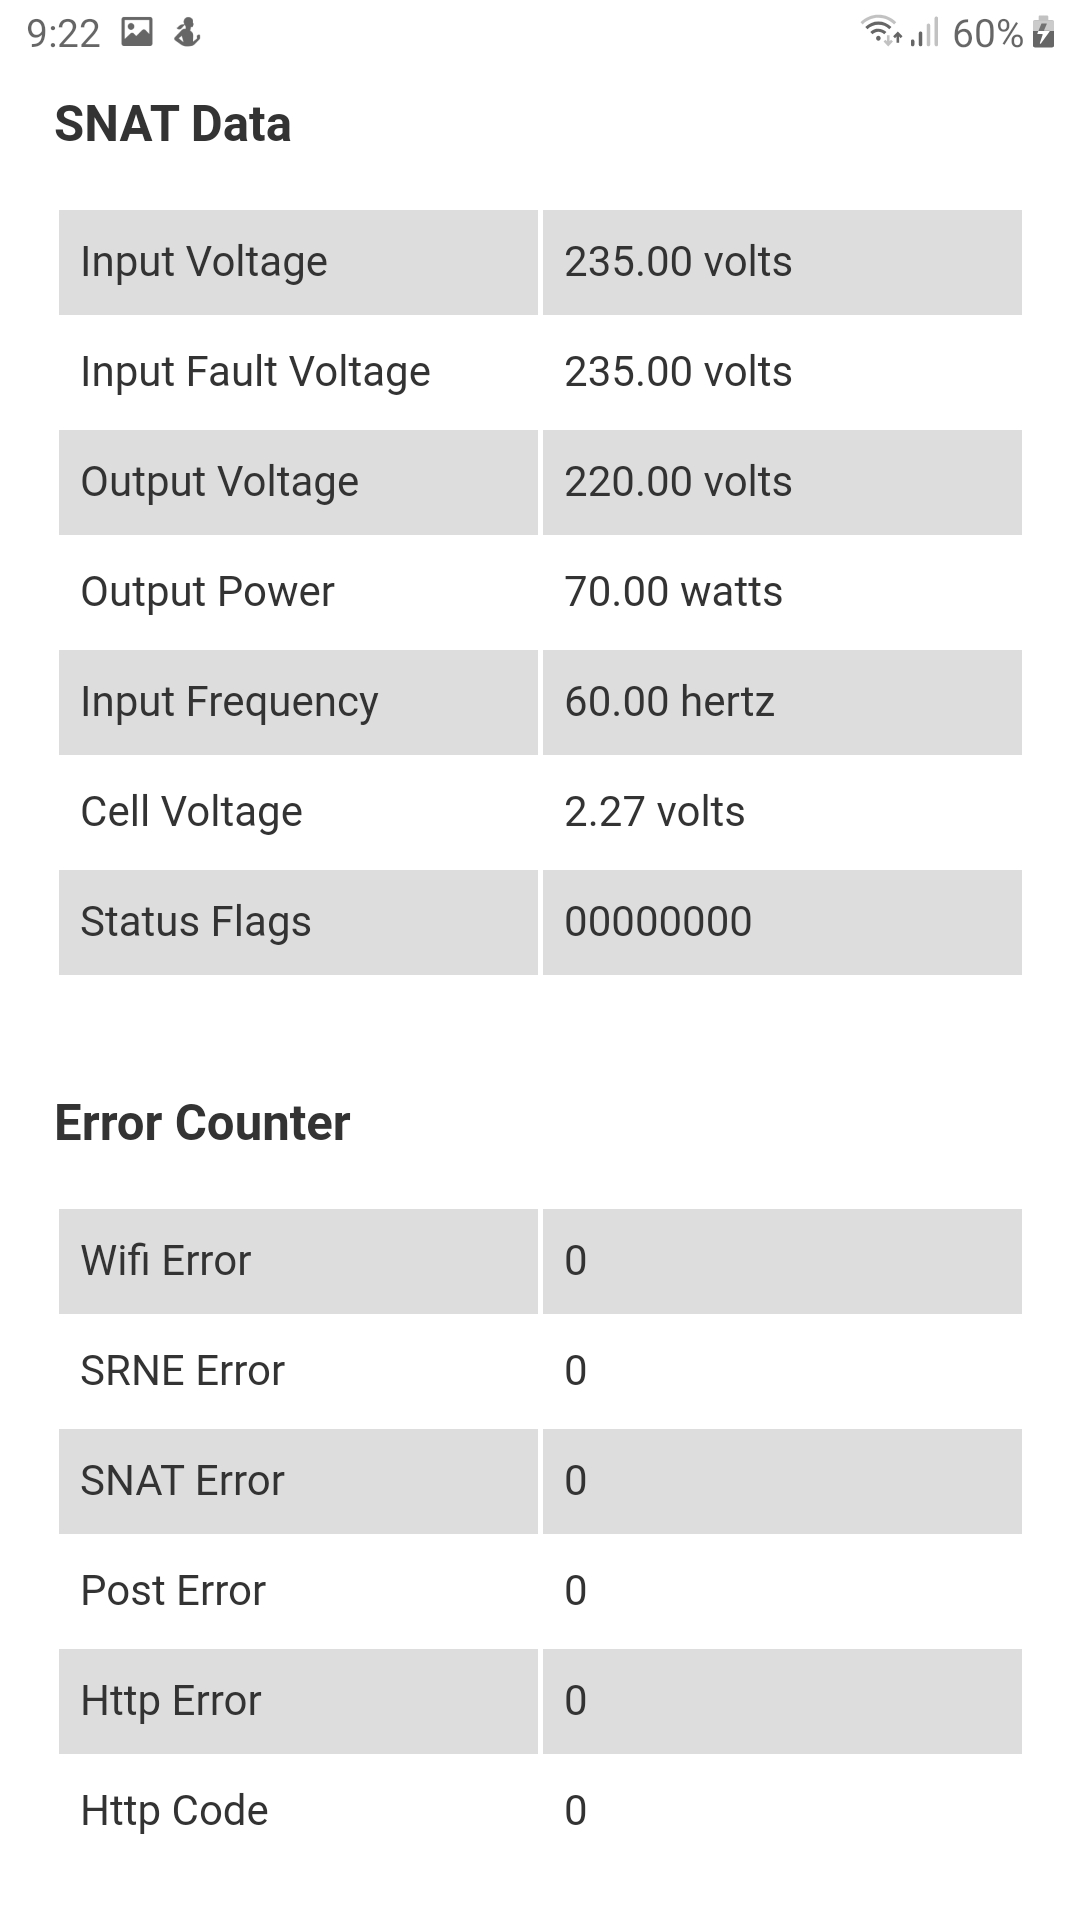 9:22 60%
SNAT Data
Input Voltage 235.00 volts
Input Fault Voltage 235.00 volts
Output Voltage 220.00 volts
Output Power 70.00 watts
Input Frequency 60.00 hertz
Cell Voltage 2.27 volts
Status Flags 00000000
Error Counter
Wifi Error 0
SRNE Error 0
SNAT Error 0
Post Error 0
Http Error 0
Http Code 0